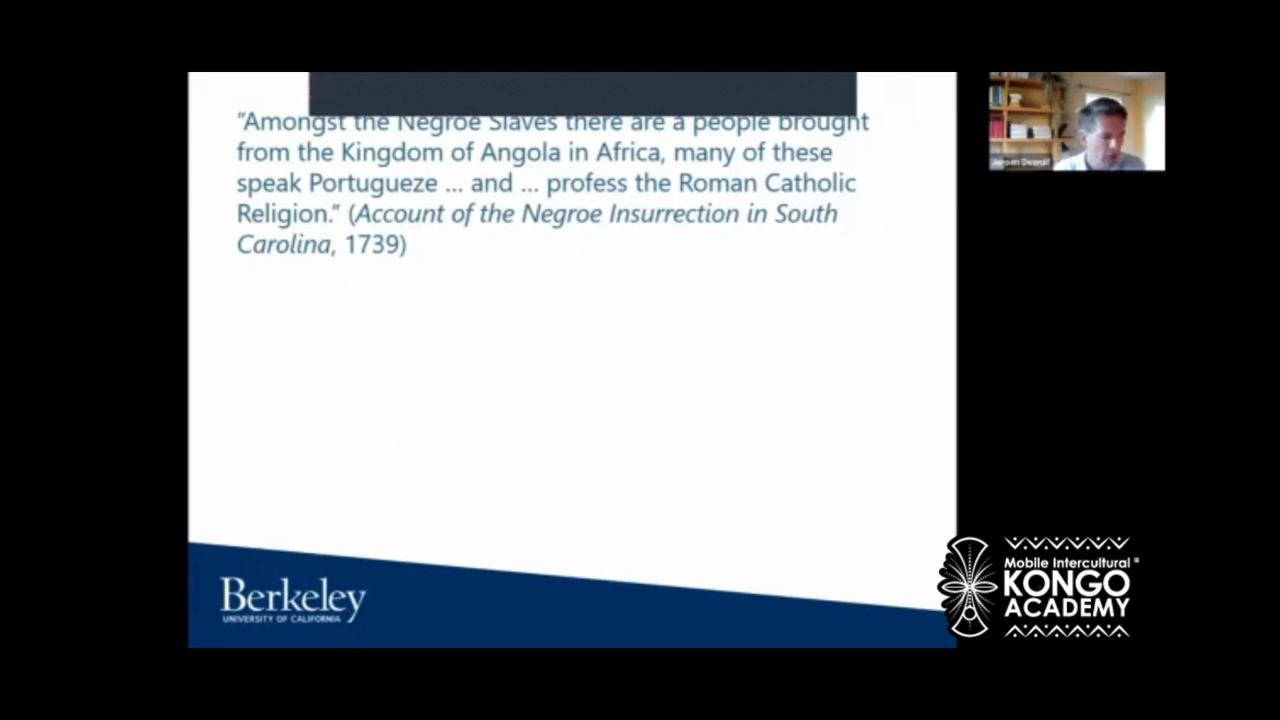 “Amongst the Negroe Slaves there are a people brought
from the Kingdom of Angola in Africa, many of these
speak Portugueze ... and ... profess the Roman Catholic
Religion.” (Account of the Negroe Insurrection in South
Carolina, 1739)
Jeroen Dewulf
Berkeley
UNIVERSITY OF CALIFORNIA
Mobile Intercultural ®
KONGO
ACADEMY